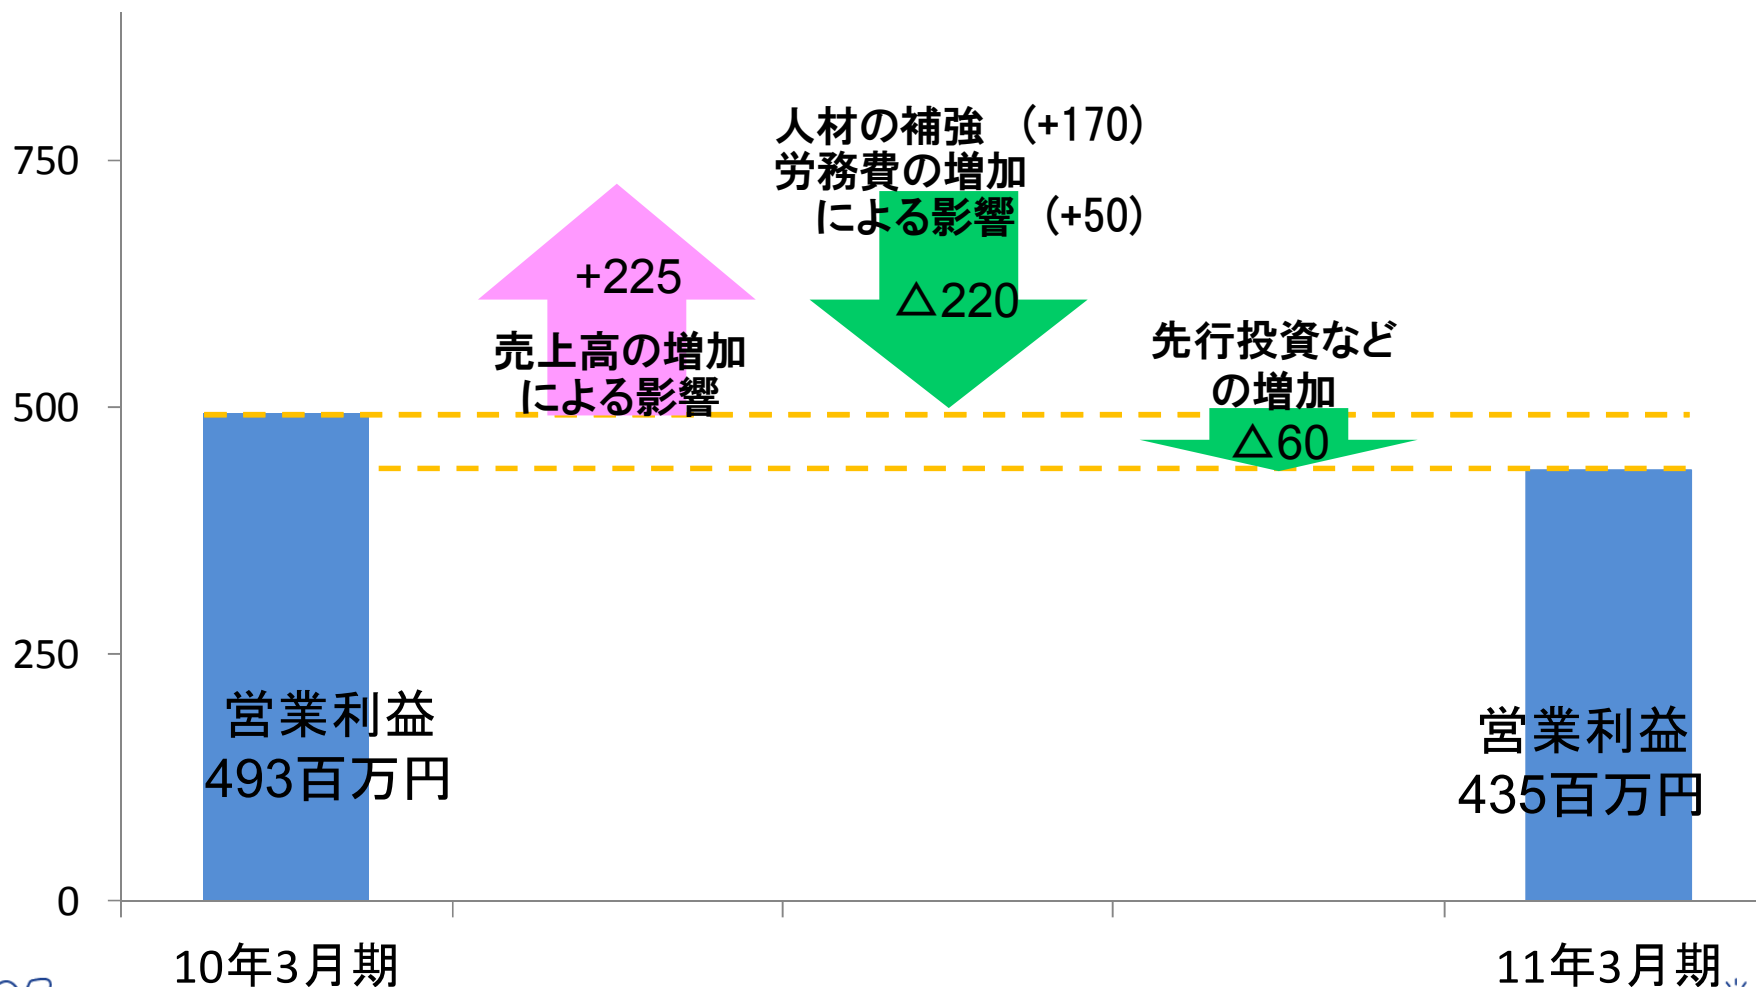 750
500
250
0
人材の補強 (+170)
労務費の増加
による影響 (+50)
+225
売上高の増加
による影響
△220
先行投資など
の増加
△60
営業利益
493百万円
営業利益
435百万円
10年3月期
11年3月期